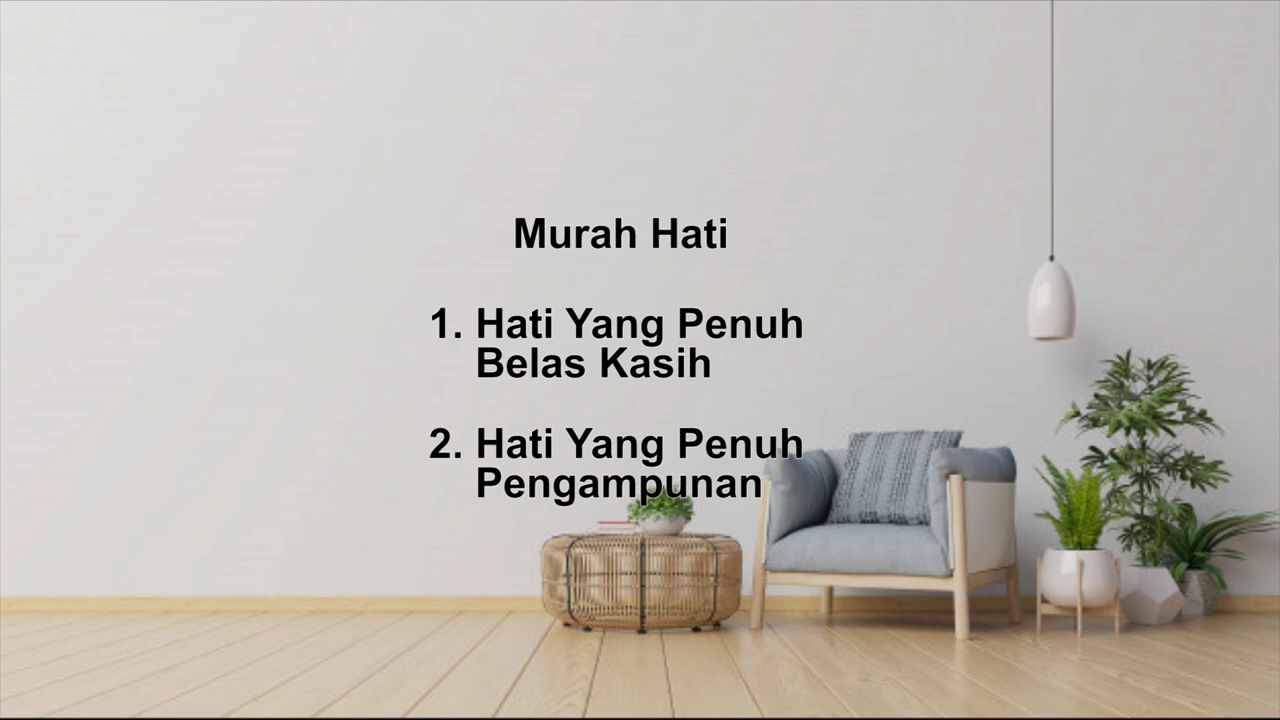 Murah Hati
1. Hati Yang Penuh
Belas Kasih
2. Hati Yang Penuh
Pengampunan